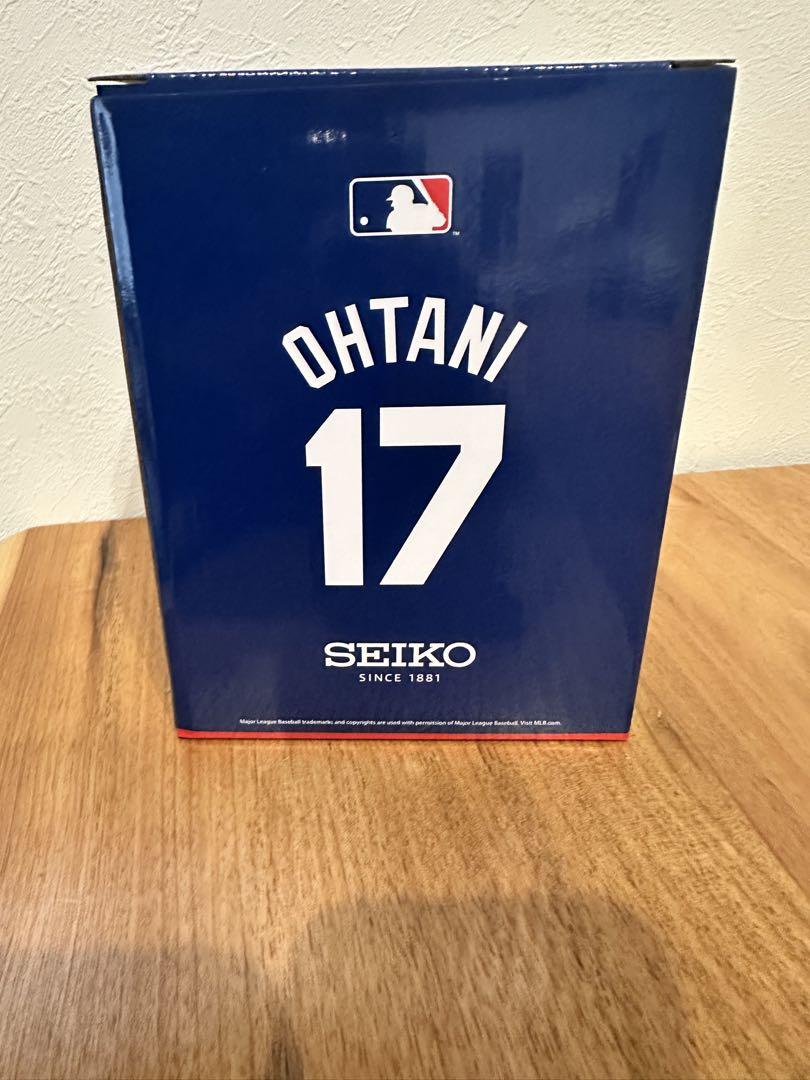 TM
OHTANI
17
SEIKO
SINCE 1881
Major League Baseball trademarks and copyrights are used with permission of Major League Baseball. Visit MLB.com.